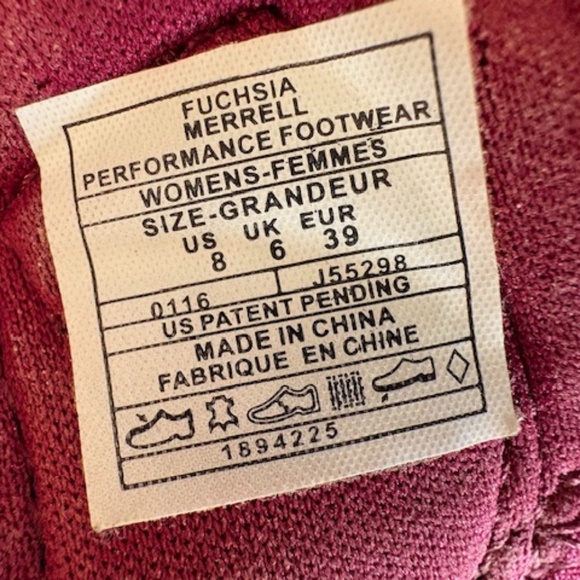 FUCHSIA
MERRELL
PERFORMANCE FOOTWEAR
WOMENS-FEMMES
SIZE-GRANDEUR
US UK EUR
8 6 39
0116 J55298
US PATENT PENDING
MADE IN CHINA
FABRIQUE EN CHINE
1894225